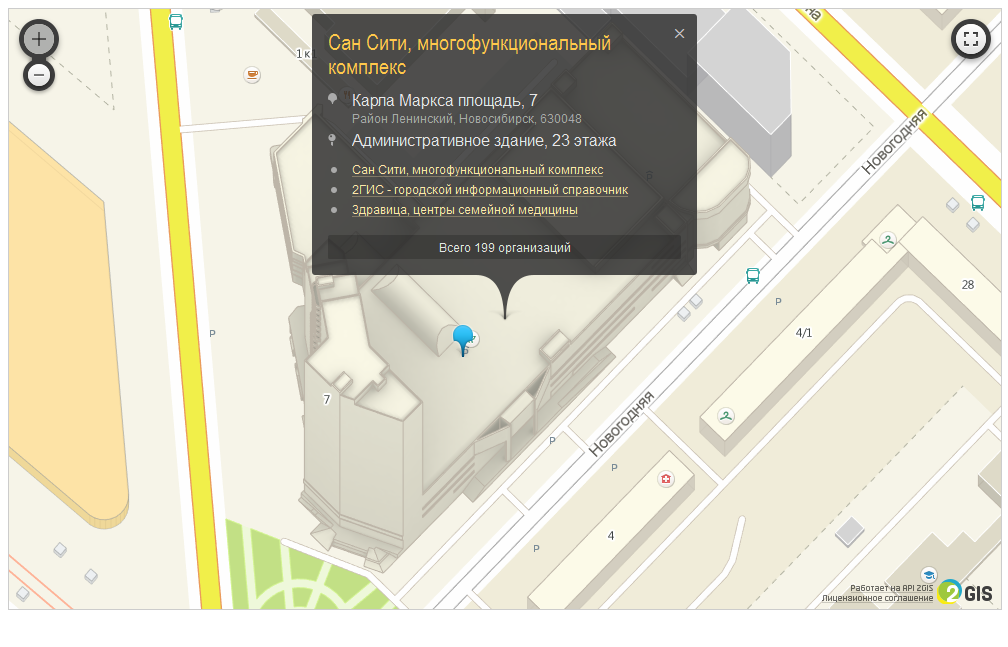 Сан Сити, многофункциональный
комплекс
Карла Маркса площадь, 7
Район Ленинский, Новосибирск, 630048
Административное здание, 23 этажа
Сан Сити, многофункциональный комплекс
2ГИС - городской информационный справочник
Здравица, центры семейной медицины
Всего 199 организаций
1 к1
Новогодняя
28
P
4/1
P
7
Новогодняя
P
P
4
P
Работает на API 2GIS
Лицензионное соглашение
2GIS